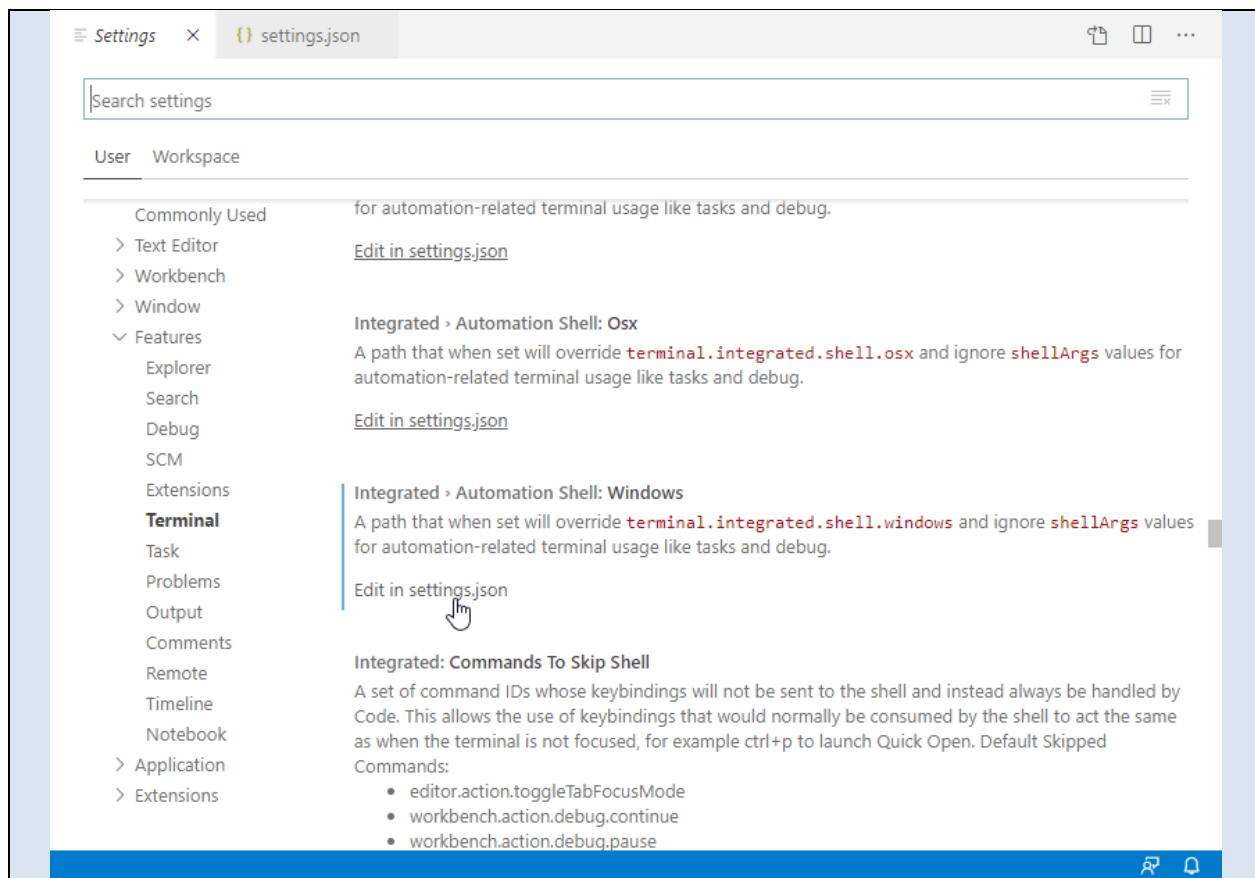 Settings
{} settings.json
Search settings
User Workspace
Commonly Used
Text Editor
Workbench
Window
Features
Explorer
Search
Debug
SCM
Extensions
Terminal
Task
Problems
Output
Comments
Remote
Timeline
Notebook
Application
Extensions
for automation-related terminal usage like tasks and debug.
Edit in settings.json
Integrated › Automation Shell: Osx
A path that when set will override terminal.integrated.shell.osx and ignore shellArgs values for
automation-related terminal usage like tasks and debug.
Edit in settings.json
Integrated › Automation Shell: Windows
A path that when set will override terminal.integrated.shell.windows and ignore shellArgs values
for automation-related terminal usage like tasks and debug.
Edit in settings.json
Integrated: Commands To Skip Shell
A set of command IDs whose keybindings will not be sent to the shell and instead always be handled by
Code. This allows the use of keybindings that would normally be consumed by the shell to act the same
as when the terminal is not focused, for example ctrl+p to launch Quick Open. Default Skipped
Commands:
• editor.action.toggleTabFocusMode
• workbench.action.debug.continue
• workbench.action.debug.pause